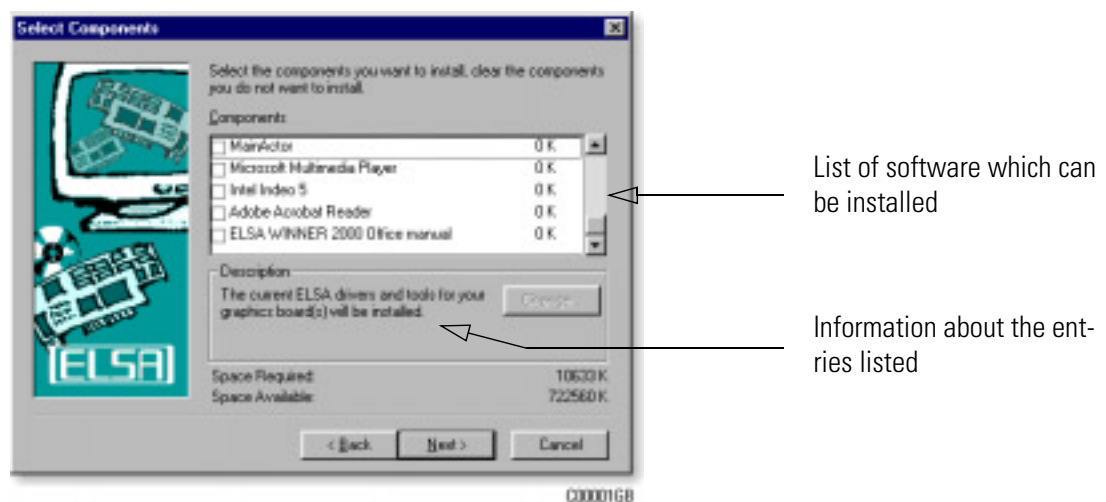 Select Components
Select the components you want to install, clear the components
you do not want to install.
Components
MainActor 0 K
Microsoft Multimedia Player 0 K
Intel Indeo 5 0 K
Adobe Acrobat Reader 0 K
ELSA WINNER 2000 Office manual 0 K
Description
The current ELSA drivers and tools for your
graphics board(s) will be installed.
Change...
[ELSA]
Space Required: 10633 K
Space Available: 722560 K
< Back
Next >
Cancel
List of software which can
be installed
Information about the ent-
ries listed
C00001GB